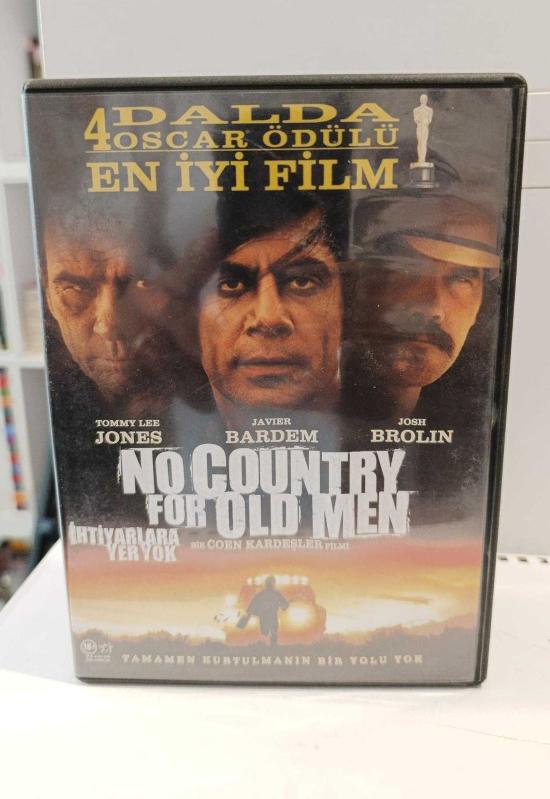 4 DALDA
OSCAR ÖDÜLÜ
EN İYİ FİLM
TOMMY LEE
JONES
JAVIER
BARDEM
JOSH
BROLIN
NO COUNTRY
FOR OLD MEN
İHTİYARLARA
YER YOK
BİR COEN KARDEŞLER FİLMİ
TAMAMEN KURTULMANIN BİR YOLU YOK